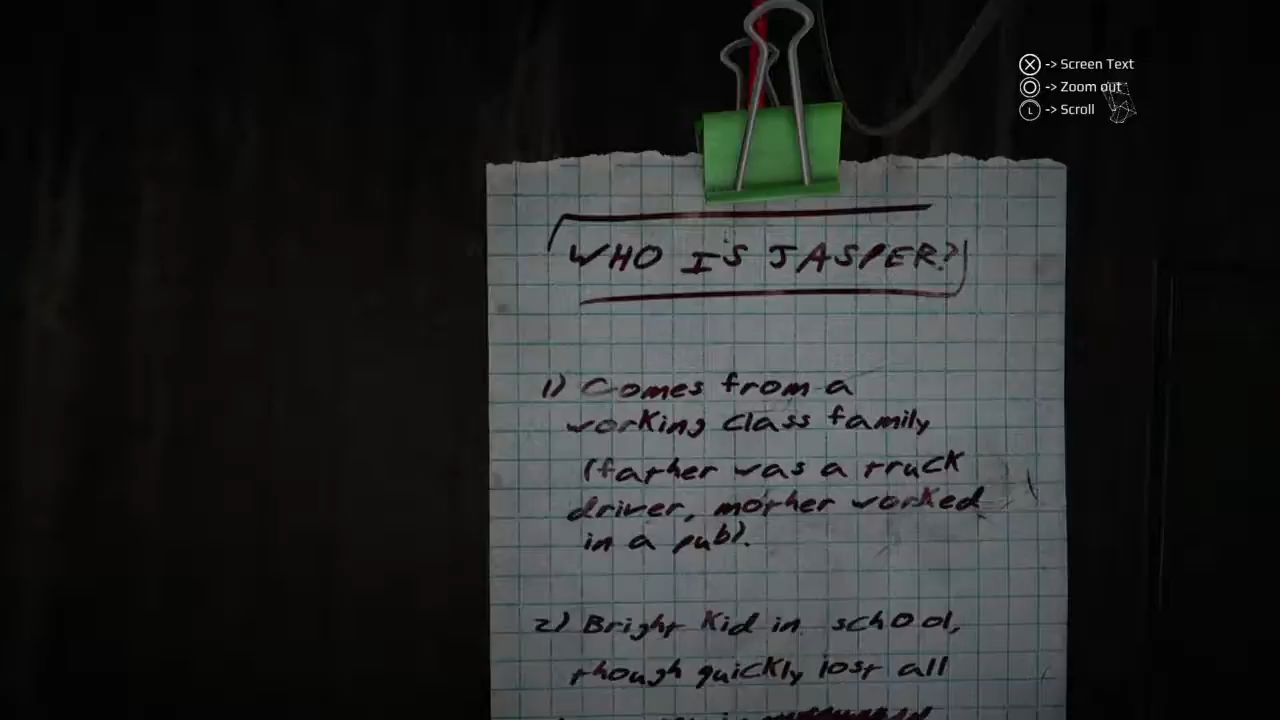 -> Screen Text
-> Zoom out
-> Scroll
WHO IS JASPER?
1) Comes from a
working class family
(father was a truck
driver, mother worked
in a pub).
2) Bright kid in school,
though quickly lost all